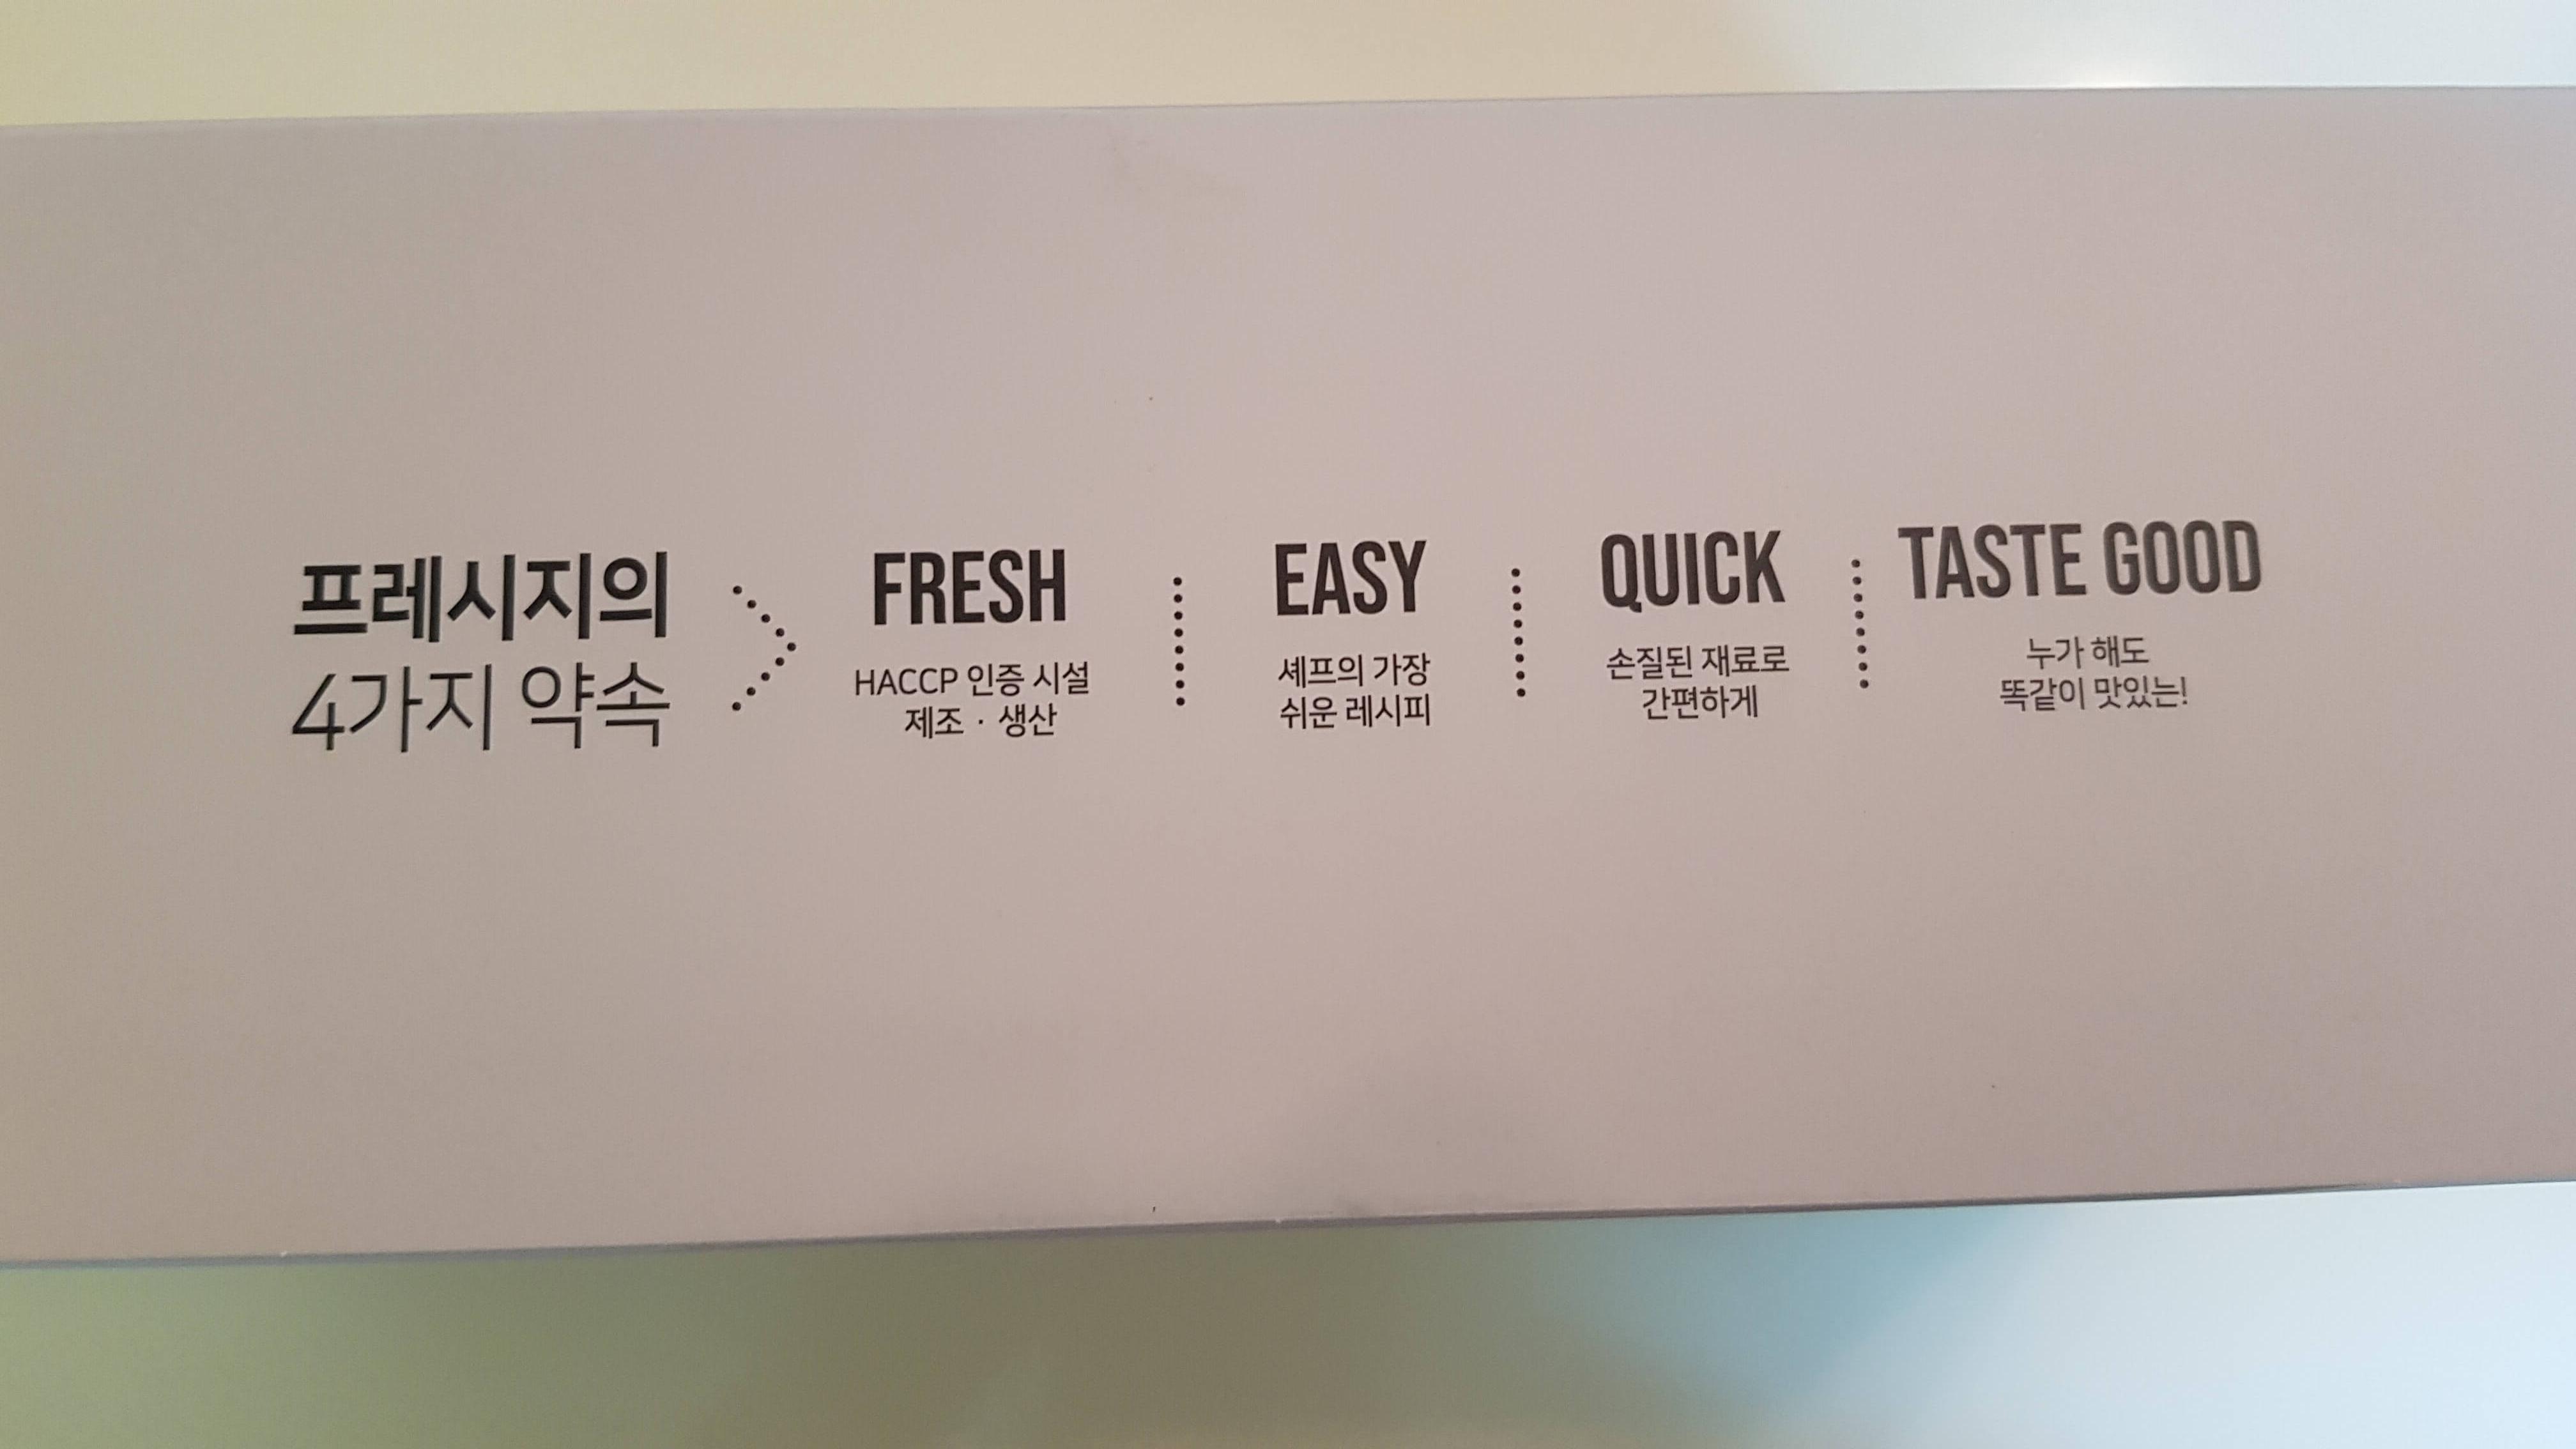 프레시지의
4가지 약속
FRESH
HACCP 인증 시설
제조 · 생산
EASY
셰프의 가장
쉬운 레시피
QUICK
손질된 재료로
간편하게
TASTE GOOD
누가 해도
똑같이 맛있는!